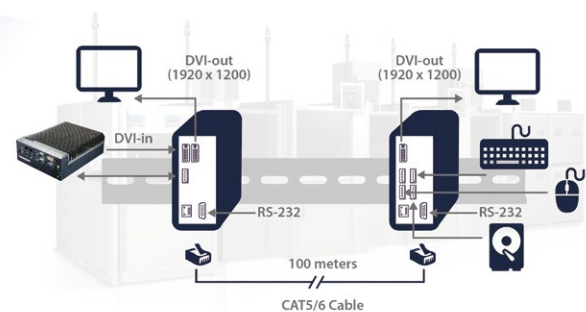 DVI-out
(1920 x 1200)
DVI-out
(1920 x 1200)
DVI-in
RS-232
RS-232
100 meters
CAT5/6 Cable